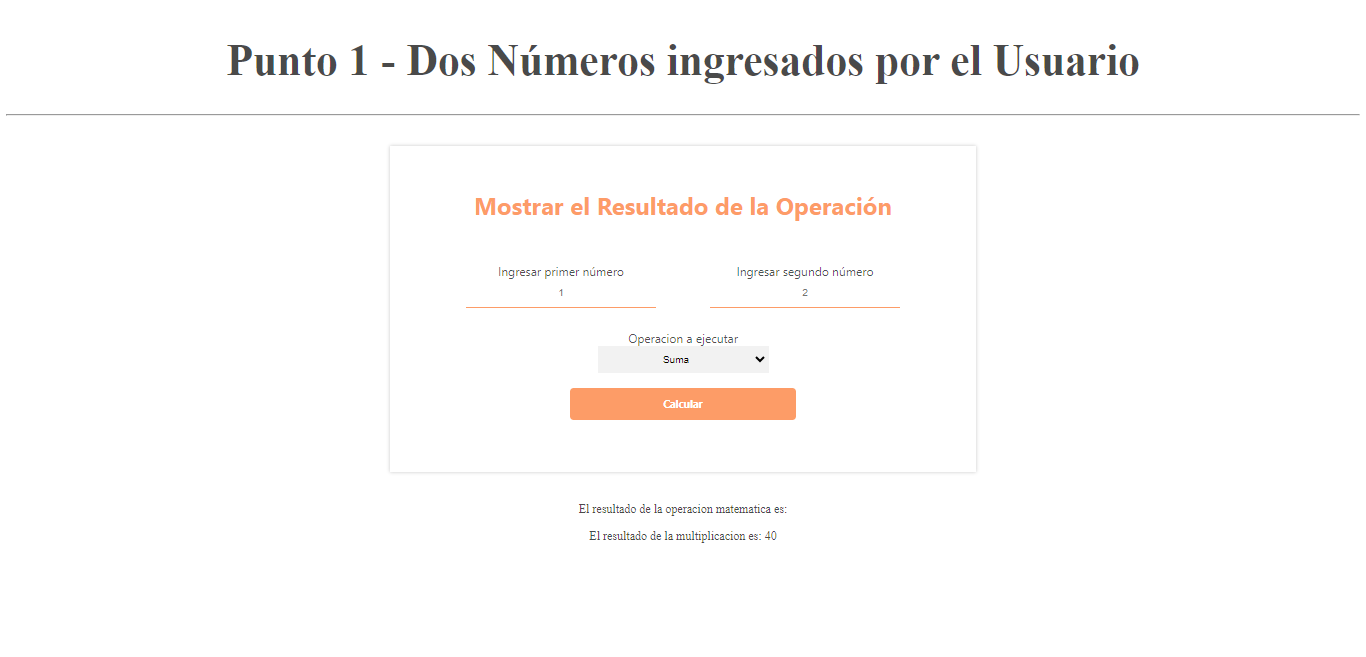 Punto 1 - Dos Números ingresados por el Usuario
Mostrar el Resultado de la Operación
Ingresar primer número
Ingresar segundo número
1
2
Operacion a ejecutar
Suma
Calcular
El resultado de la operacion matematica es:
El resultado de la multiplicacion es: 40